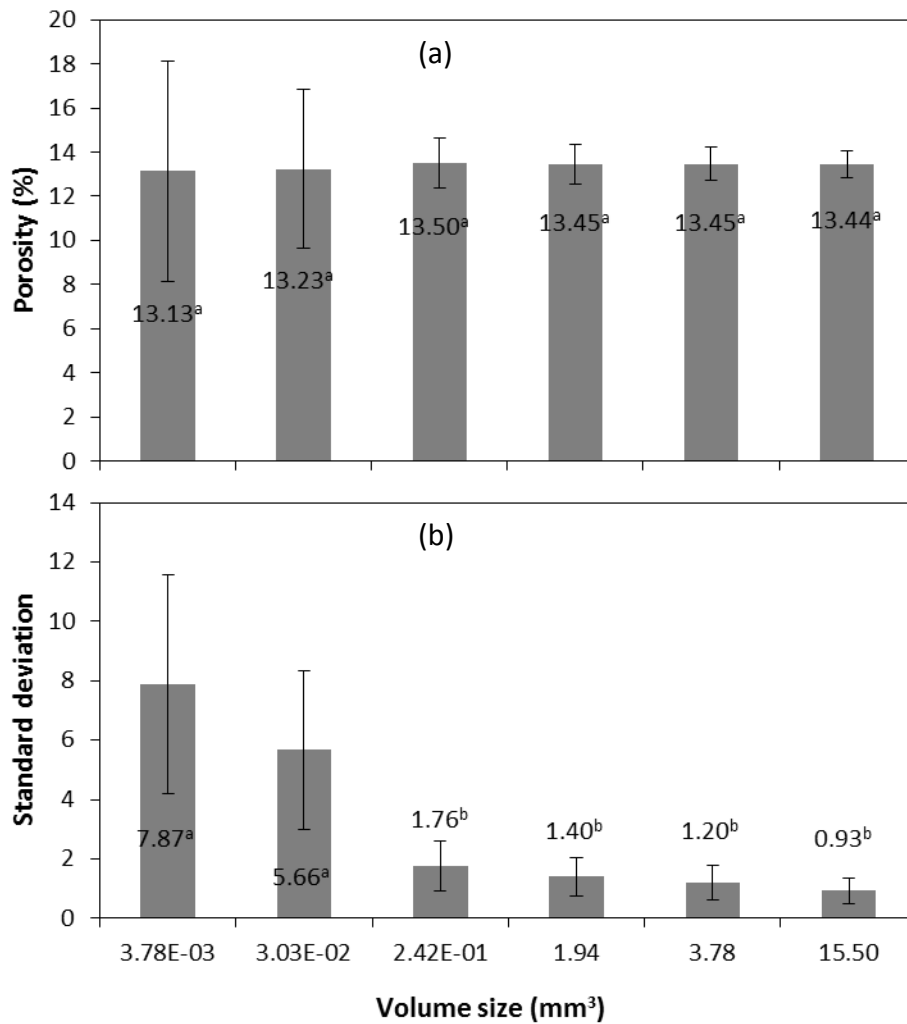 (a)
Porosity (%)
20
18
16
14
12
10
8
6
4
2
0
13.13ᵃ
13.23ᵃ
13.50ᵃ
13.45ᵃ
13.45ᵃ
13.44ᵃ
(b)
Standard deviation
14
12
10
8
6
4
2
0
7.87ᵃ
5.66ᵃ
1.76ᵇ
1.40ᵇ
1.20ᵇ
0.93ᵇ
3.78E-03 3.03E-02 2.42E-01 1.94 3.78 15.50
Volume size (mm³)